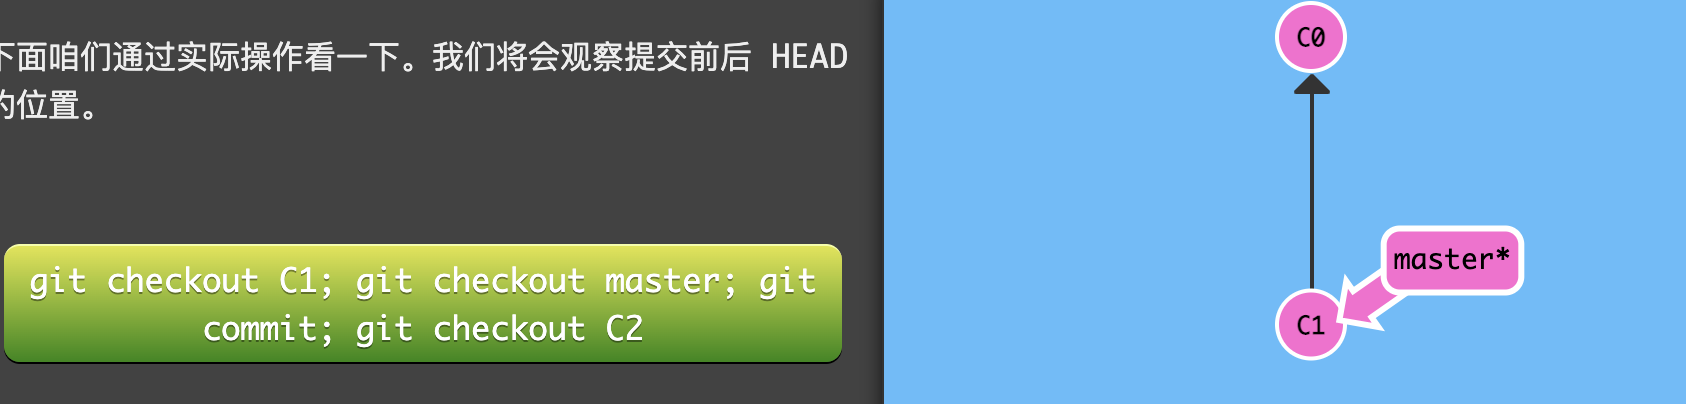 下面咱们通过实际操作看一下。我们将会观察提交前后 HEAD
的位置。
git checkout C1; git checkout master; git
commit; git checkout C2
C0
master*
C1